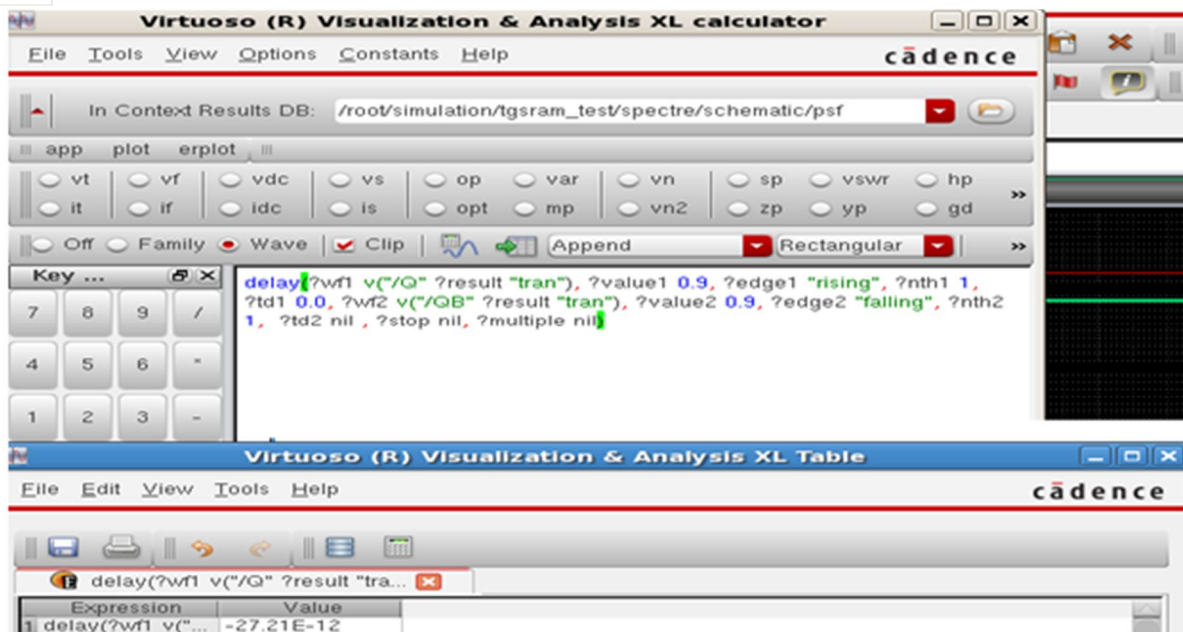 Virtuoso (R) Visualization & Analysis XL calculator
File Tools View Options Constants Help
cādence
In Context Results DB: /root/simulation/tgsram_test/spectre/schematic/psf
app plot erplot
vt vf vdc vs op var vn sp vswr hp
it if idc is opt mp vn2 zp yp gd
»
Off Family Wave Clip Append Rectangular »
Key ...
7 8 9 /
4 5 6 *
1 2 3 -
delay(?wf1 v("/Q" ?result "tran"), ?value1 0.9, ?edge1 "rising", ?nth1 1,
?td1 0.0, ?wf2 v("/QB" ?result "tran"), ?value2 0.9, ?edge2 "falling", ?nth2
1, ?td2 nil , ?stop nil, ?multiple nil)
Virtuoso (R) Visualization & Analysis XL Table
File Edit View Tools Help
cādence
delay(?wf1 v("/Q" ?result "tra...
Expression Value
1 delay(?wf1 v("... -27.21E-12